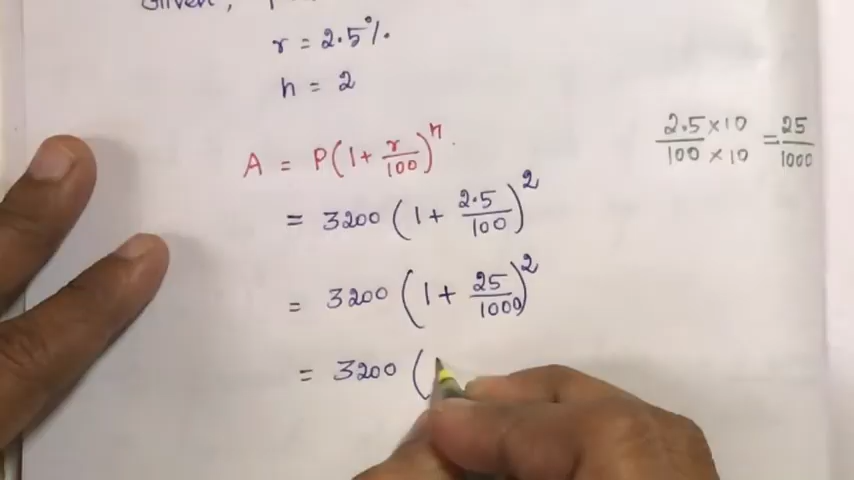 Given,
r = 2.5%.
n = 2
A = P(1 + r/100)^n.
= 3200 (1 + 2.5/100)^2
2.5 × 10 / 100 × 10 = 25/1000
= 3200 (1 + 25/1000)^2
= 3200 (